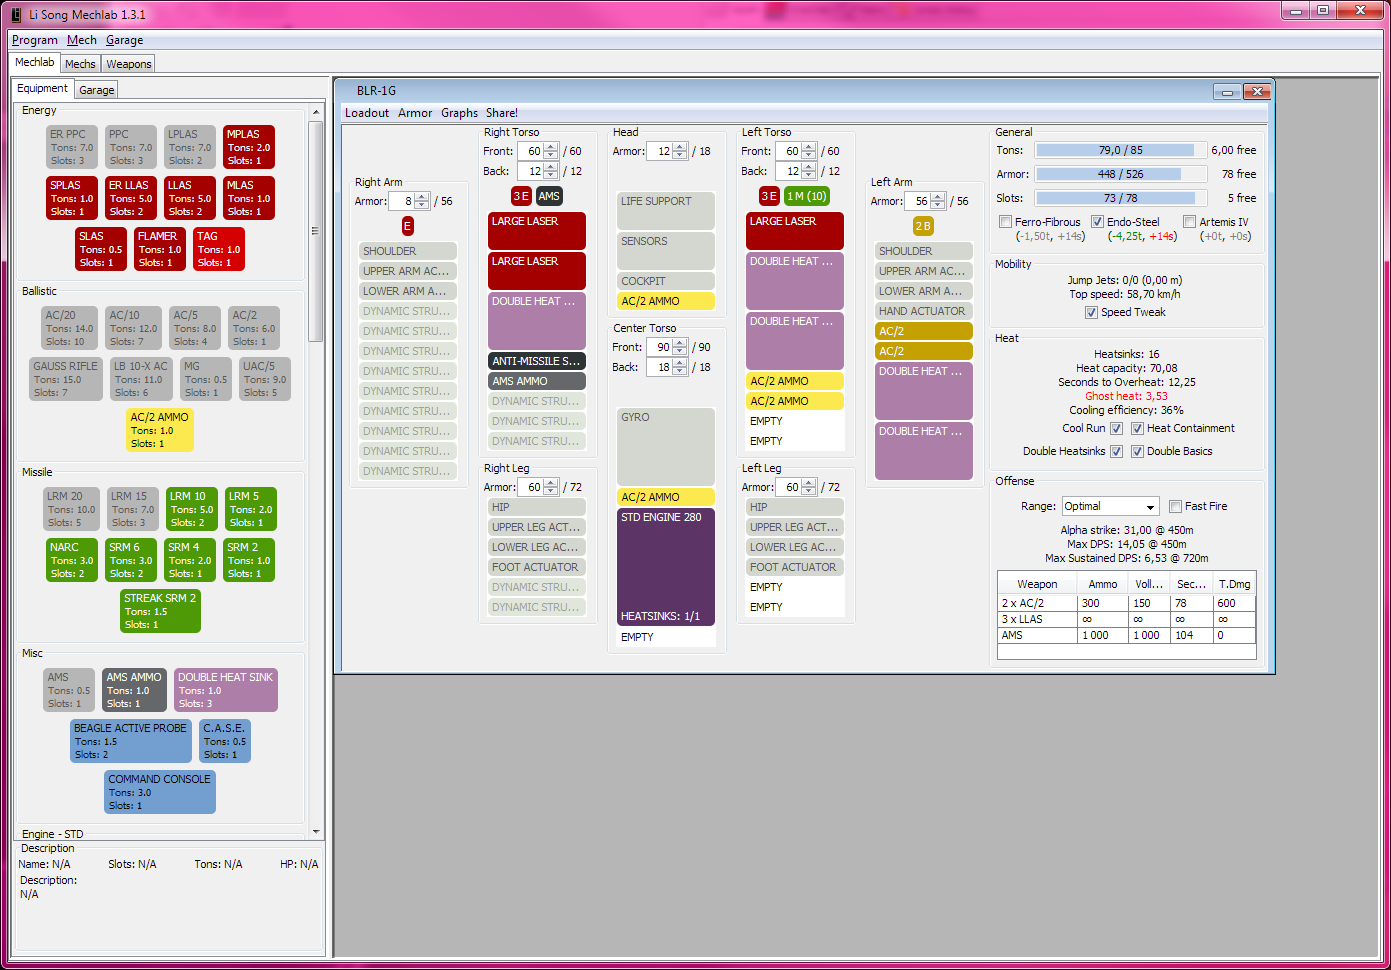 Li Song Mechlab 1.3.1
Program Mech Garage
Mechlab Mechs Weapons
Equipment Garage
Energy
ER PPC
Tons: 7.0
Slots: 3
PPC
Tons: 7.0
Slots: 3
LPLAS
Tons: 7.0
Slots: 2
MPLAS
Tons: 2.0
Slots: 1
SPLAS
Tons: 1.0
Slots: 1
ER LLAS
Tons: 5.0
Slots: 2
LLAS
Tons: 5.0
Slots: 2
MLAS
Tons: 1.0
Slots: 1
SLAS
Tons: 0.5
Slots: 1
FLAMER
Tons: 1.0
Slots: 1
TAG
Tons: 1.0
Slots: 1
Ballistic
AC/20
Tons: 14.0
Slots: 10
AC/10
Tons: 12.0
Slots: 7
AC/5
Tons: 8.0
Slots: 4
AC/2
Tons: 6.0
Slots: 1
GAUSS RIFLE
Tons: 15.0
Slots: 7
LB 10-X AC
Tons: 11.0
Slots: 6
MG
Tons: 0.5
Slots: 1
UAC/5
Tons: 9.0
Slots: 5
AC/2 AMMO
Tons: 1.0
Slots: 1
Missile
LRM 20
Tons: 10.0
Slots: 5
LRM 15
Tons: 7.0
Slots: 3
LRM 10
Tons: 5.0
Slots: 2
LRM 5
Tons: 2.0
Slots: 1
NARC
Tons: 3.0
Slots: 2
SRM 6
Tons: 3.0
Slots: 2
SRM 4
Tons: 2.0
Slots: 1
SRM 2
Tons: 1.0
Slots: 1
STREAK SRM 2
Tons: 1.5
Slots: 1
Misc
AMS
Tons: 0.5
Slots: 1
AMS AMMO
Tons: 1.0
Slots: 1
DOUBLE HEAT SINK
Tons: 1.0
Slots: 3
BEAGLE ACTIVE PROBE
Tons: 1.5
Slots: 2
C.A.S.E.
Tons: 0.5
Slots: 1
COMMAND CONSOLE
Tons: 3.0
Slots: 1
Engine - STD
Description
Name: N/A Slots: N/A Tons: N/A HP: N/A
Description:
N/A
BLR-1G
Loadout Armor Graphs Share!
Right Arm
Armor: 8 / 56
E
SHOULDER
UPPER ARM AC...
LOWER ARM A...
DYNAMIC STRU...
DYNAMIC STRU...
DYNAMIC STRU...
DYNAMIC STRU...
DYNAMIC STRU...
DYNAMIC STRU...
DYNAMIC STRU...
DYNAMIC STRU...
DYNAMIC STRU...
Right Torso
Front: 60 / 60
Back: 12 / 12
3 E AMS
LARGE LASER
LARGE LASER
DOUBLE HEAT ...
ANTI-MISSILE S...
AMS AMMO
DYNAMIC STRU...
DYNAMIC STRU...
DYNAMIC STRU...
Right Leg
Armor: 60 / 72
HIP
UPPER LEG ACT...
LOWER LEG AC...
FOOT ACTUATOR
DYNAMIC STRU...
DYNAMIC STRU...
Head
Armor: 12 / 18
LIFE SUPPORT
SENSORS
COCKPIT
AC/2 AMMO
Center Torso
Front: 90 / 90
Back: 18 / 18
GYRO
AC/2 AMMO
STD ENGINE 280
HEATSINKS: 1/1
EMPTY
Left Torso
Front: 60 / 60
Back: 12 / 12
3 E 1 M (10)
LARGE LASER
DOUBLE HEAT ...
DOUBLE HEAT ...
AC/2 AMMO
AC/2 AMMO
EMPTY
EMPTY
Left Leg
Armor: 60 / 72
HIP
UPPER LEG ACT...
LOWER LEG AC...
FOOT ACTUATOR
EMPTY
EMPTY
Left Arm
Armor: 56 / 56
2 B
SHOULDER
UPPER ARM AC...
LOWER ARM A...
HAND ACTUATOR
AC/2
AC/2
DOUBLE HEAT ...
DOUBLE HEAT ...
General
Tons: 79,0 / 85 6,00 free
Armor: 448 / 526 78 free
Slots: 73 / 78 5 free
Ferro-Fibrous Endo-Steel Artemis IV
(-1,50t, +14s) (-4,25t, +14s) (+0t, +0s)
Mobility
Jump Jets: 0/0 (0,00 m)
Top speed: 58,70 km/h
Speed Tweak
Heat
Heatsinks: 16
Heat capacity: 70,08
Seconds to Overheat: 12,25
Ghost heat: 3,53
Cooling efficiency: 36%
Cool Run Heat Containment
Double Heatsinks Double Basics
Offense
Range: Optimal Fast Fire
Alpha strike: 31,00 @ 450m
Max DPS: 14,05 @ 450m
Max Sustained DPS: 6,53 @ 720m
Weapon Ammo Voll... Sec... T.Dmg
2 x AC/2 300 150 78 600
3 x LLAS ∞ ∞ ∞ ∞
AMS 1 000 1 000 104 0